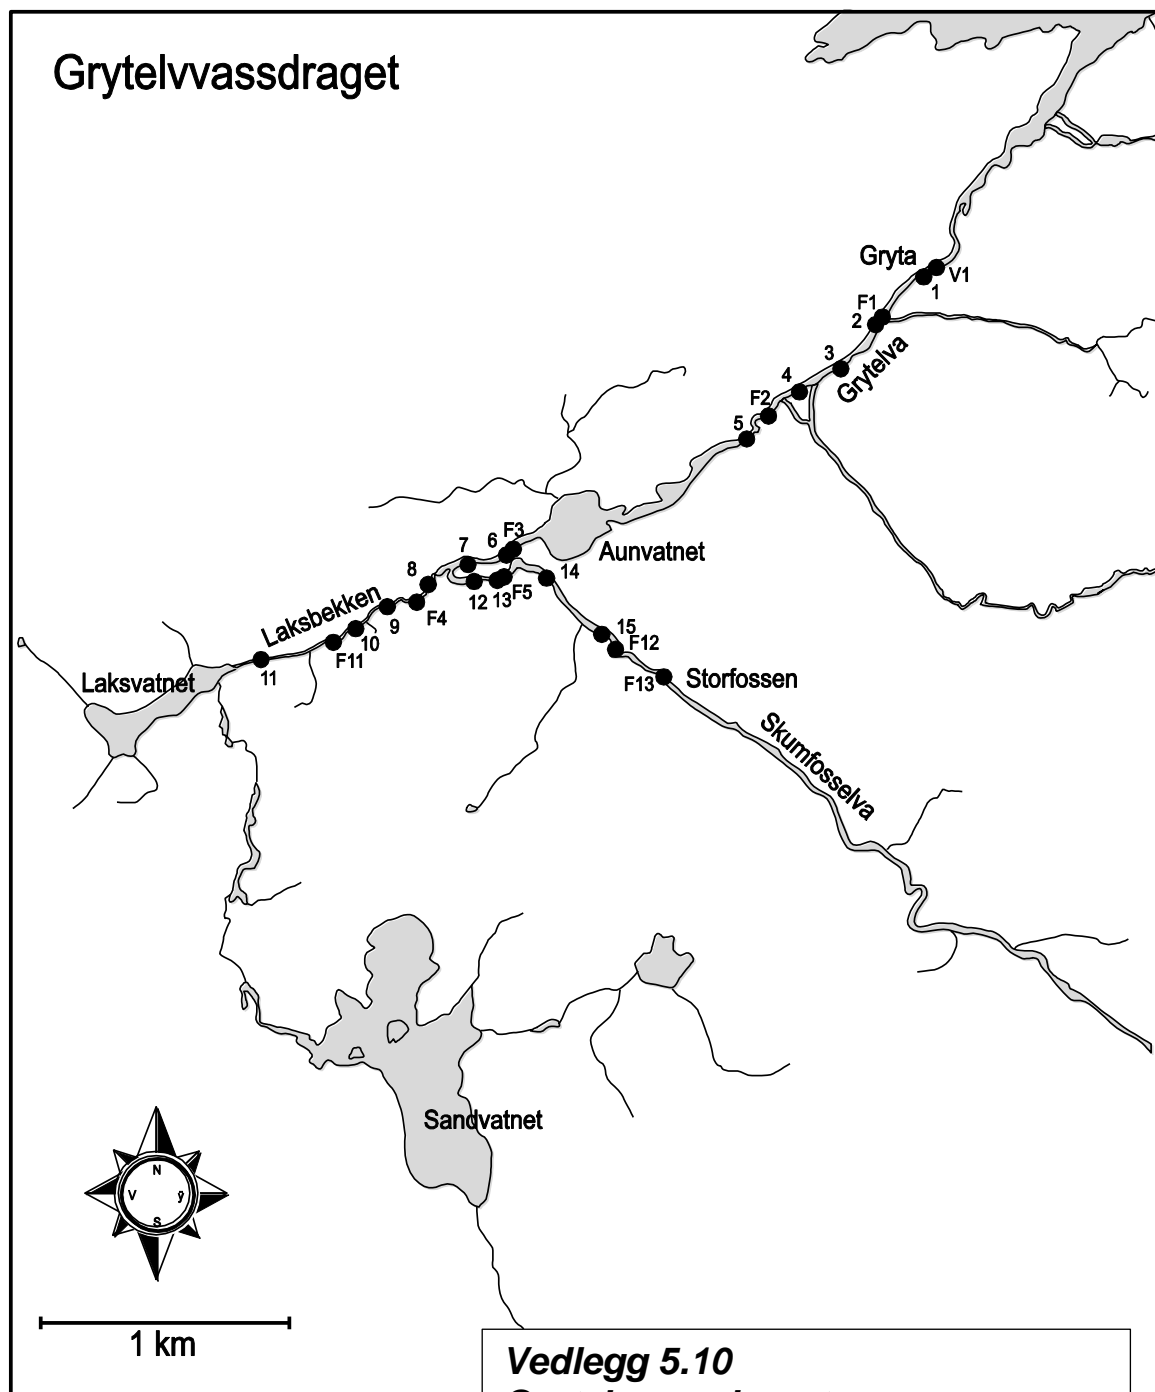 Grytelvvassdraget
Gryta
V1
1
F1
2
3
Grytelva
4
F2
5
F3
6
7
Aunvatnet
8
14
12
13
F5
F4
9
Laksbekken
10
F11
11
15
F12
F13
Storfossen
Laksvatnet
Skumfosselva
Sandvatnet
N
V
S
1 km
Vedlegg 5.10